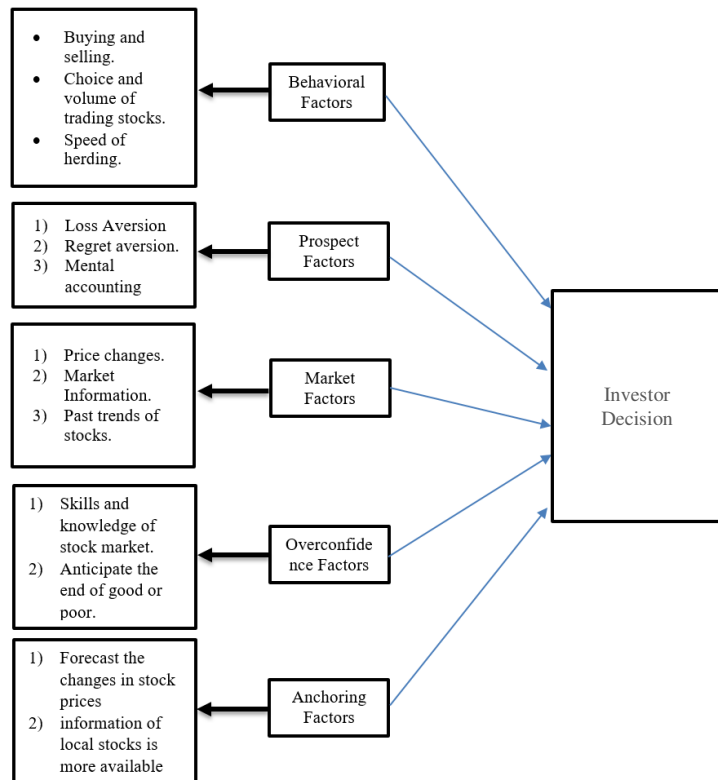 • Buying and
selling.
• Choice and
volume of
trading stocks.
• Speed of
herding.
Behavioral
Factors
1) Loss Aversion
2) Regret aversion.
3) Mental
accounting
Prospect
Factors
1) Price changes.
2) Market
Information.
3) Past trends of
stocks.
Market
Factors
Investor
Decision
1) Skills and
knowledge of
stock market.
2) Anticipate the
end of good or
poor.
Overconfide
nce Factors
1) Forecast the
changes in stock
prices
2) information of
local stocks is
more available
Anchoring
Factors